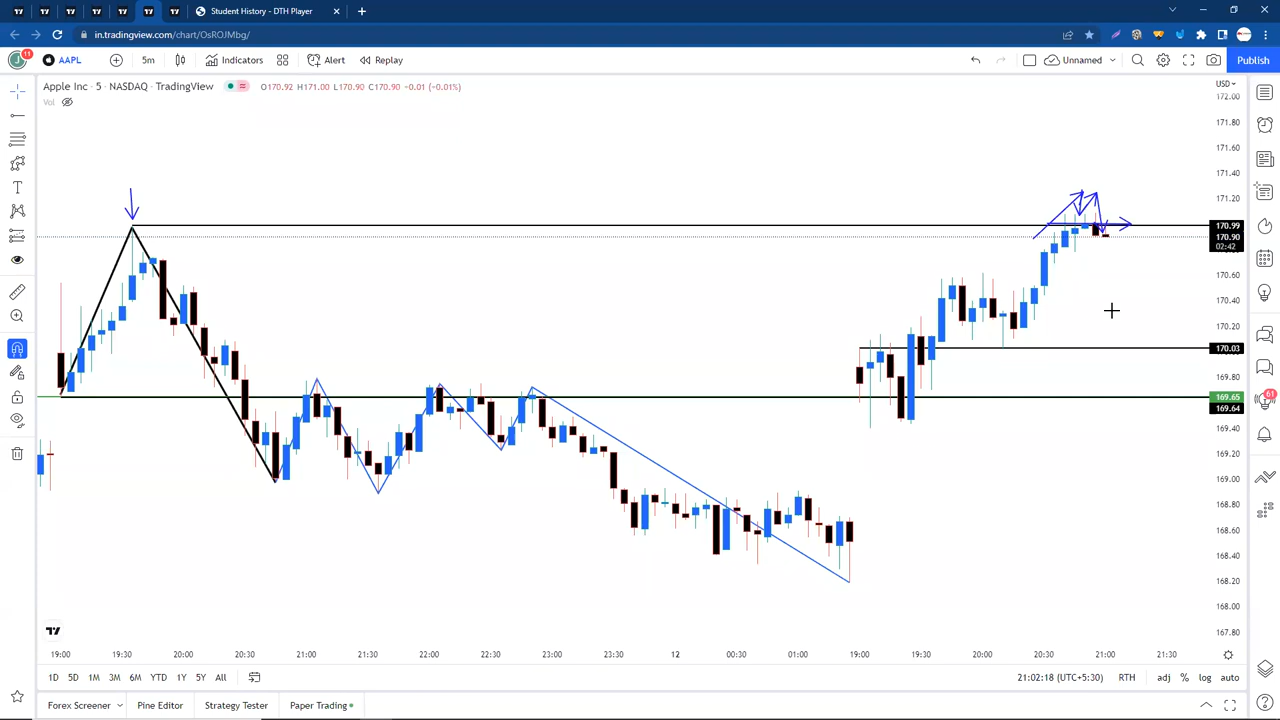 Student History - DTH Player
in.tradingview.com/chart/OsROJMbg/
11
AAPL
5m
Indicators
Alert
Replay
Unnamed
Publish
Apple Inc · 5 · NASDAQ · TradingView
O170.92 H171.00 L170.90 C170.90 −0.01 (−0.01%)
Vol
USD
172.00
171.80
171.60
171.40
171.20
170.99
170.90
02:42
170.60
170.40
170.20
170.03
169.80
169.65
169.64
169.40
169.20
169.00
168.80
168.60
168.40
168.20
168.00
167.80
61
19:00
19:30
20:00
20:30
21:00
21:30
22:00
22:30
23:00
23:30
12
00:30
01:00
19:00
19:30
20:00
20:30
21:00
21:30
1D
5D
1M
3M
6M
YTD
1Y
5Y
All
21:02:18 (UTC+5:30)
RTH
adj
%
log
auto
Forex Screener
Pine Editor
Strategy Tester
Paper Trading